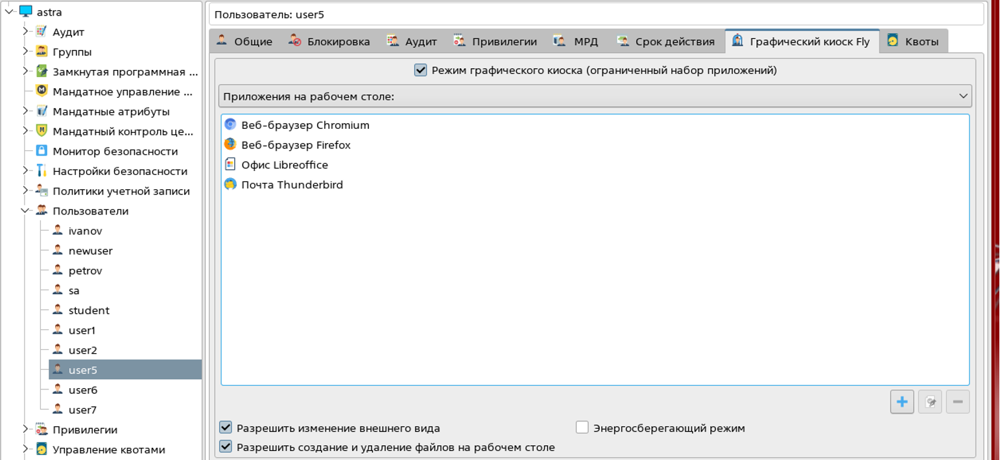 astra
Аудит
Группы
Замкнутая программная ...
Мандатное управление ...
Мандатные атрибуты
Мандатный контроль це...
Монитор безопасности
Настройки безопасности
Политики учетной записи
Пользователи
ivanov
newuser
petrov
sa
student
user1
user2
user5
user6
user7
Привилегии
Управление квотами
Пользователь: user5
Общие Блокировка Аудит Привилегии МРД Срок действия Графический киоск Fly Квоты
Режим графического киоска (ограниченный набор приложений)
Приложения на рабочем столе:
Веб-браузер Chromium
Веб-браузер Firefox
Офис Libreoffice
Почта Thunderbird
Разрешить изменение внешнего вида Энергосберегающий режим
Разрешить создание и удаление файлов на рабочем столе